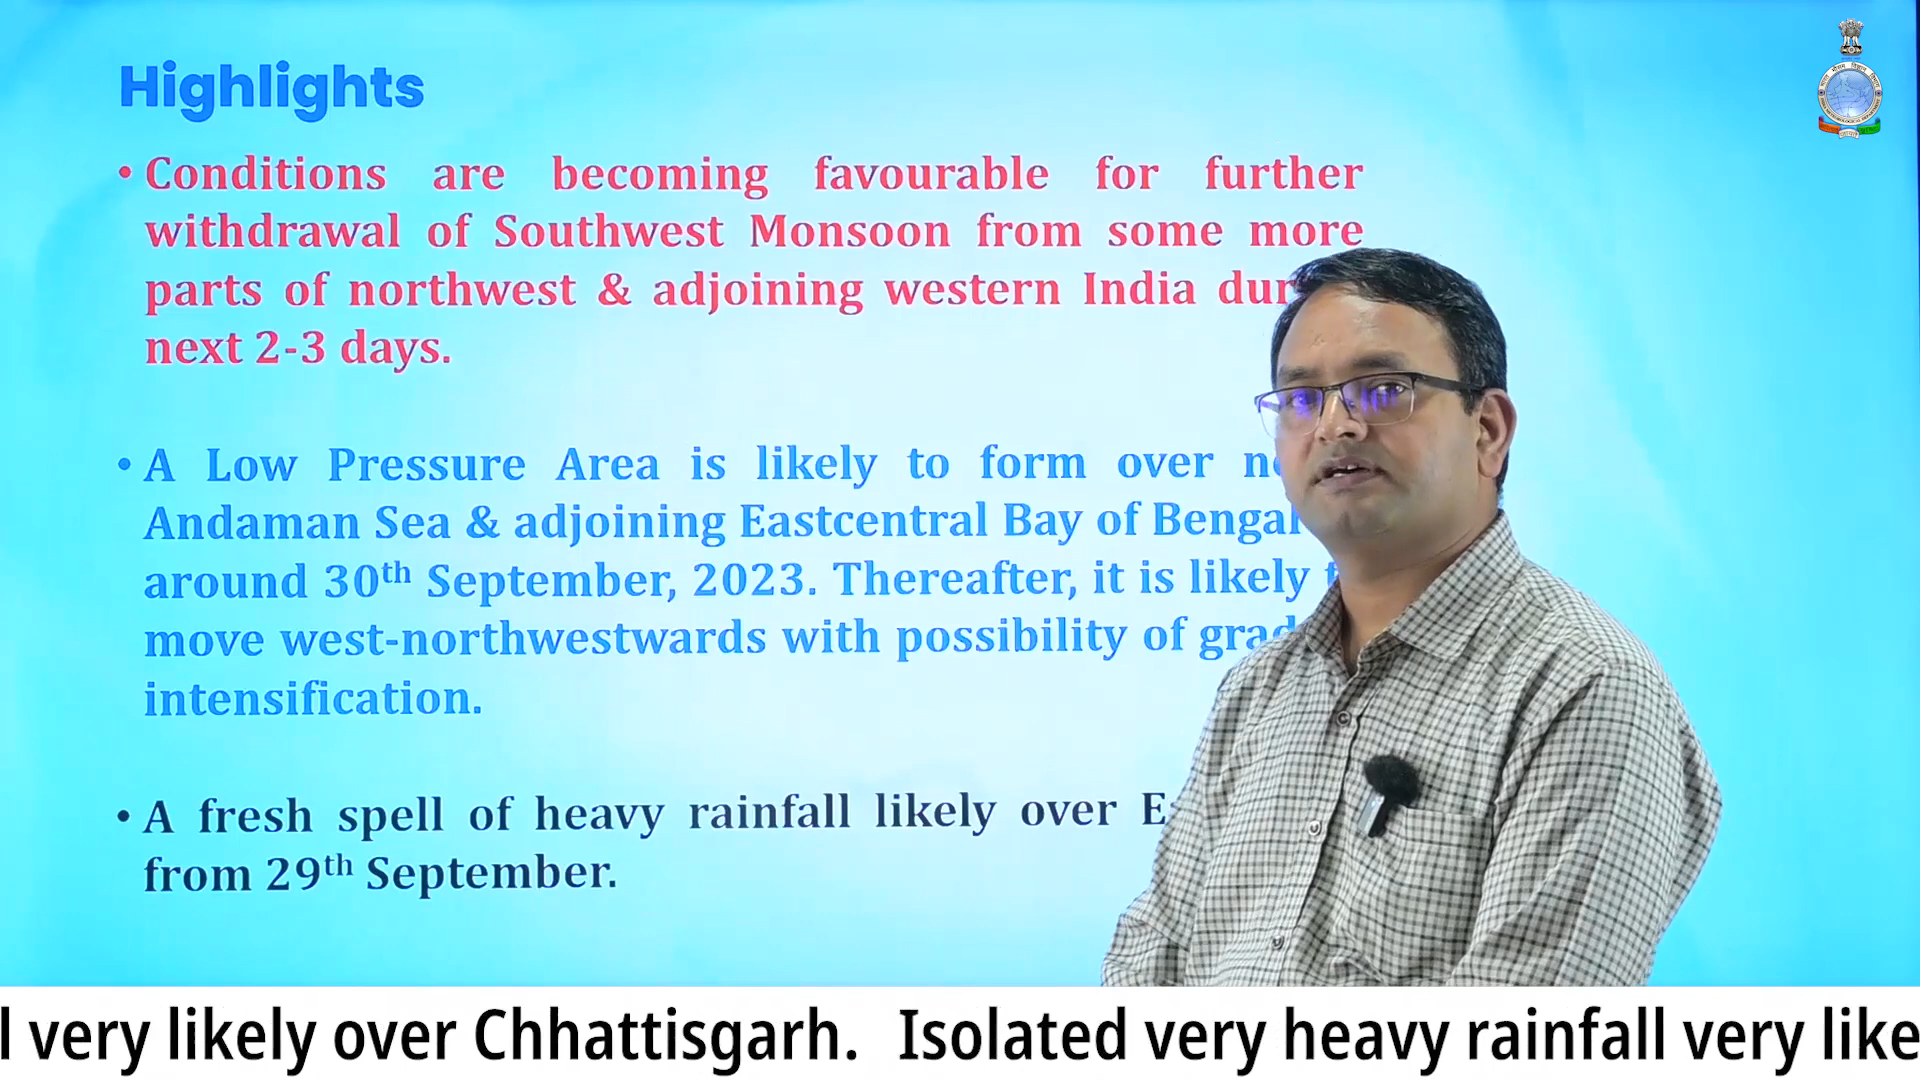 Highlights
• Conditions are becoming favourable for further
withdrawal of Southwest Monsoon from some more
parts of northwest & adjoining western India
next 2-3 days.
• A Low Pressure Area is likely to form over
Andaman Sea & adjoining Eastcentral Bay of Bengal
around 30th September, 2023. Thereafter, it is likely
move west-northwestwards with possibility of
intensification.
• A fresh spell of heavy rainfall likely over
from 29th September.
very likely over Chhattisgarh. Isolated very heavy rainfall very like